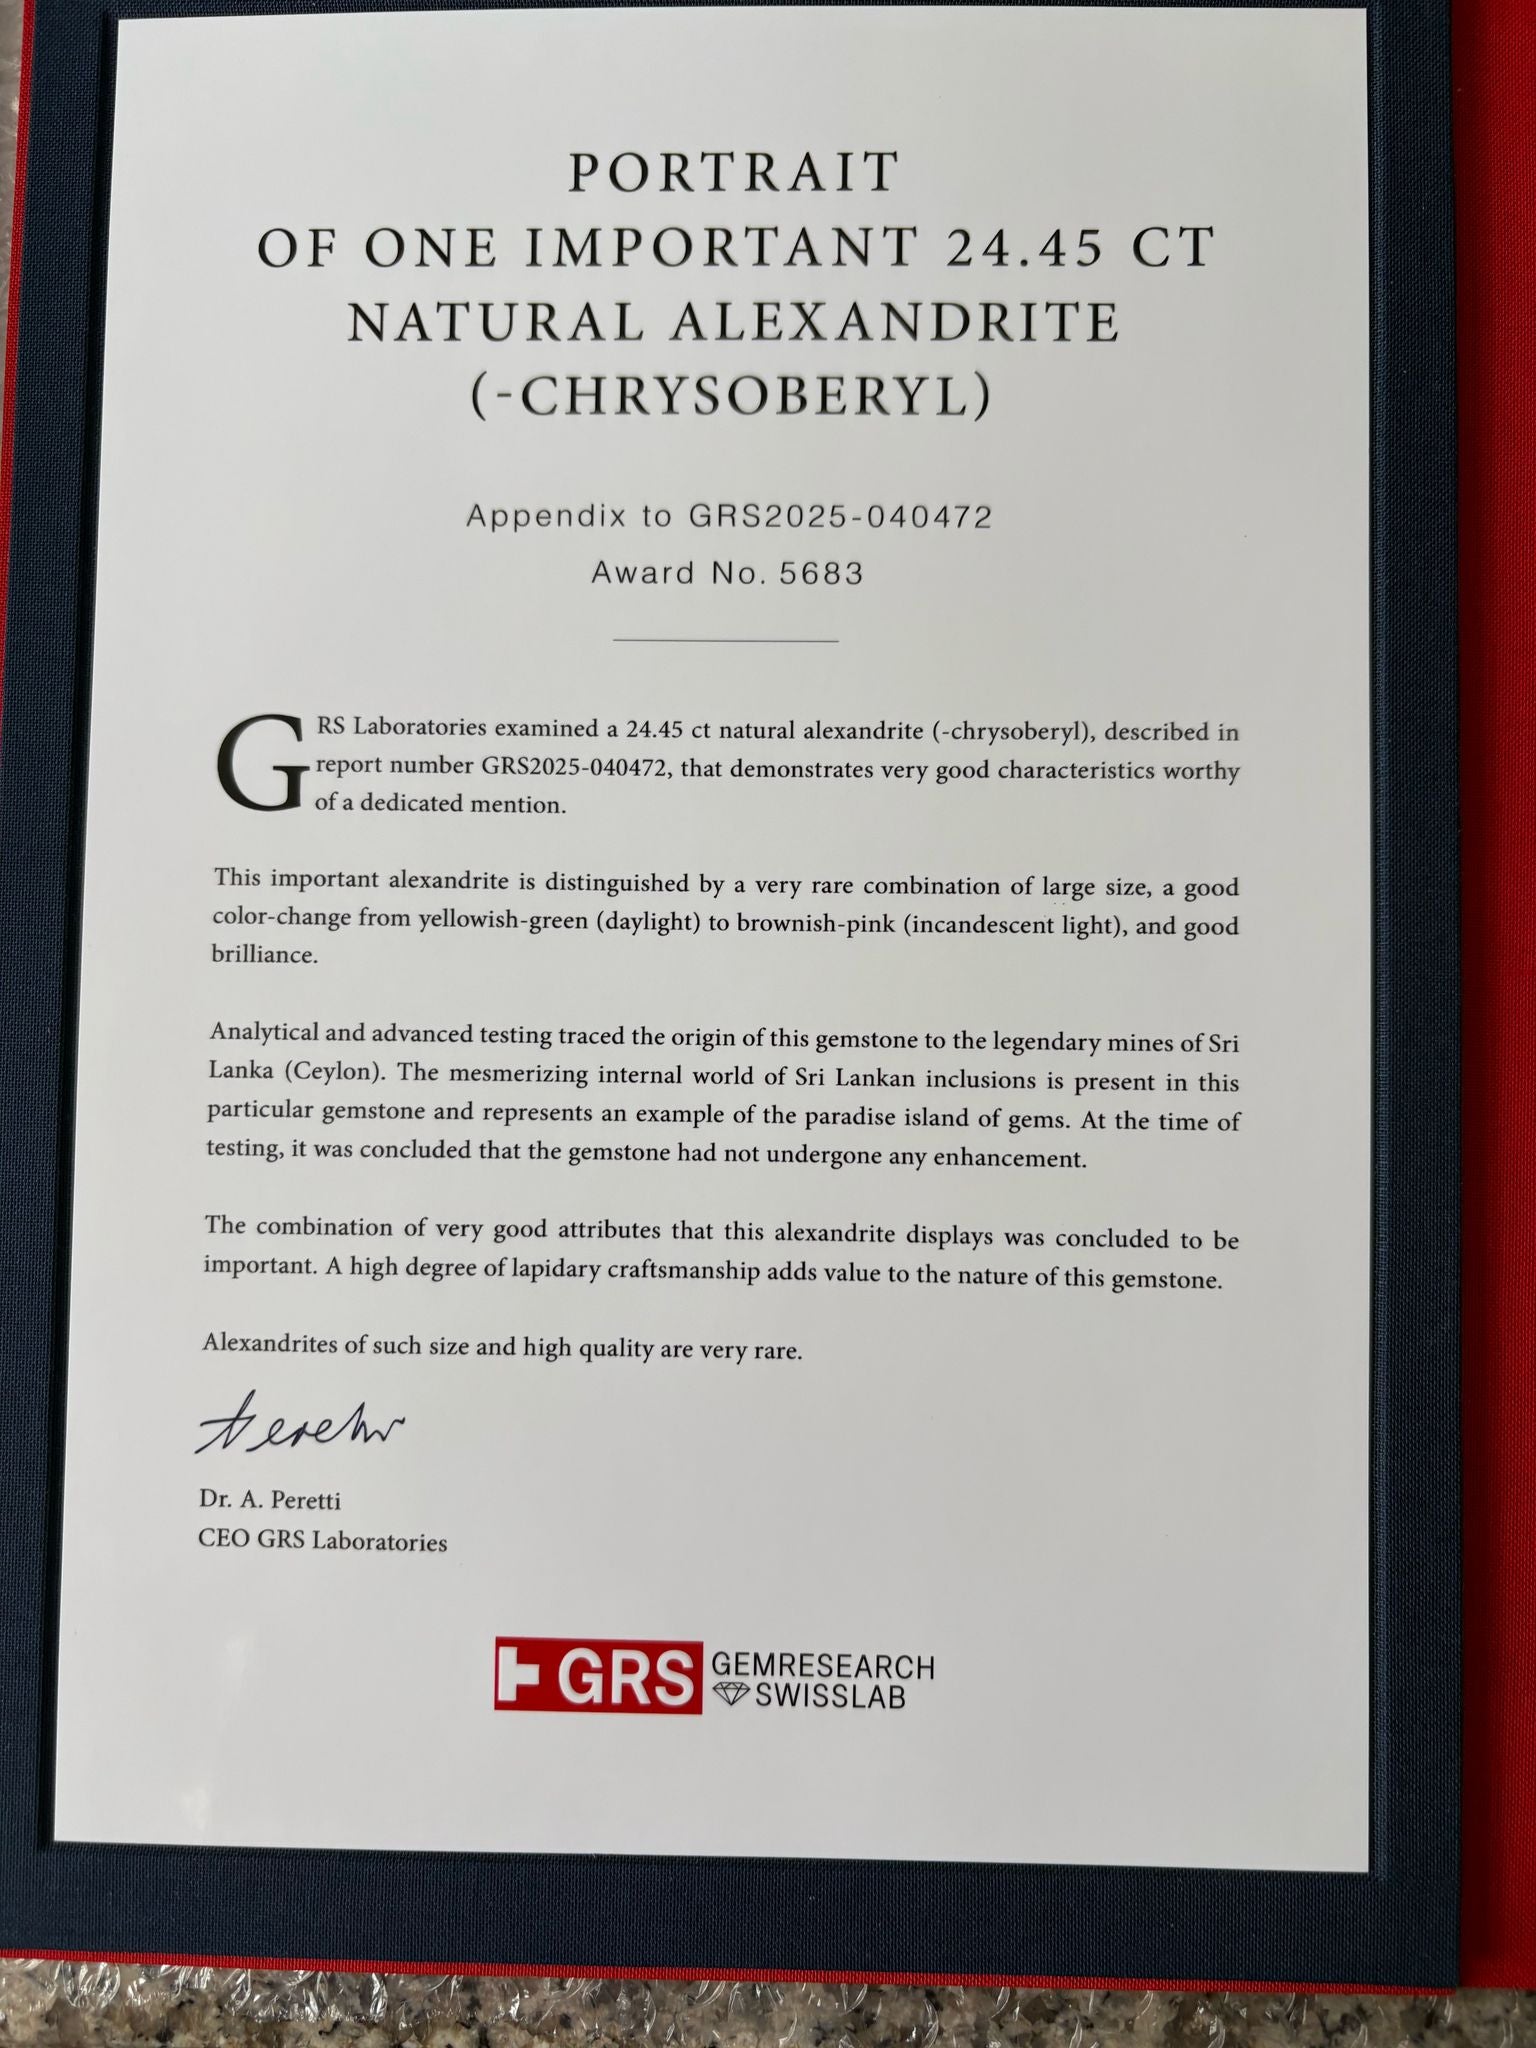 PORTRAIT
OF ONE IMPORTANT 24.45 CT
NATURAL ALEXANDRITE
(-CHRYSOBERYL)
Appendix to GRS2025-040472
Award No. 5683
GRS Laboratories examined a 24.45 ct natural alexandrite (-chrysoberyl), described in
report number GRS2025-040472, that demonstrates very good characteristics worthy
of a dedicated mention.
This important alexandrite is distinguished by a very rare combination of large size, a good
color-change from yellowish-green (daylight) to brownish-pink (incandescent light), and good
brilliance.
Analytical and advanced testing traced the origin of this gemstone to the legendary mines of Sri
Lanka (Ceylon). The mesmerizing internal world of Sri Lankan inclusions is present in this
particular gemstone and represents an example of the paradise island of gems. At the time of
testing, it was concluded that the gemstone had not undergone any enhancement.
The combination of very good attributes that this alexandrite displays was concluded to be
important. A high degree of lapidary craftsmanship adds value to the nature of this gemstone.
Alexandrites of such size and high quality are very rare.
Dr. A. Peretti
CEO GRS Laboratories
GRS GEMRESEARCH
SWISSLAB